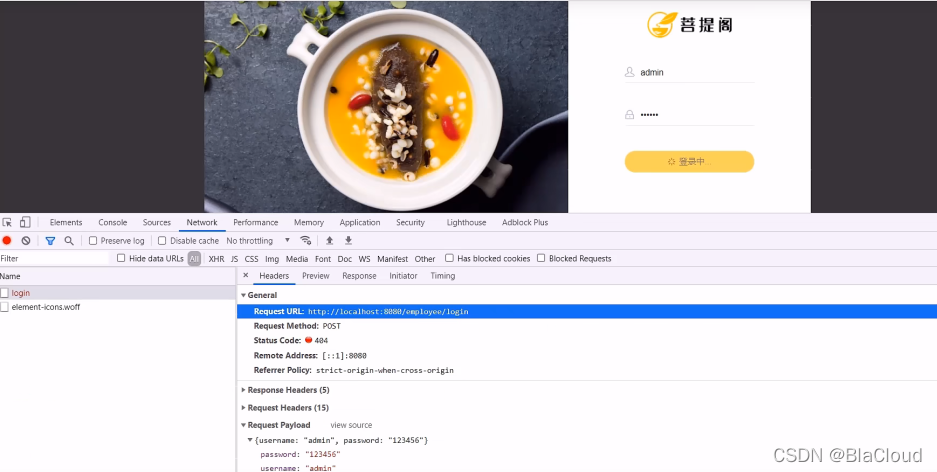 菩提阁
admin
••••••
登录中
Elements Console Sources Network Performance Memory Application Security Lighthouse Adblock Plus
Preserve log Disable cache No throttling
Filter Hide data URLs All XHR JS CSS Img Media Font Doc WS Manifest Other Has blocked cookies Blocked Requests
Name × Headers Preview Response Initiator Timing
login
element-icons.woff
General
Request URL: http://localhost:8080/employee/login
Request Method: POST
Status Code: 404
Remote Address: [::1]:8080
Referrer Policy: strict-origin-when-cross-origin
Response Headers (5)
Request Headers (15)
Request Payload view source
{username: "admin", password: "123456"}
password: "123456"
username: "admin"
CSDN @BlaCloud